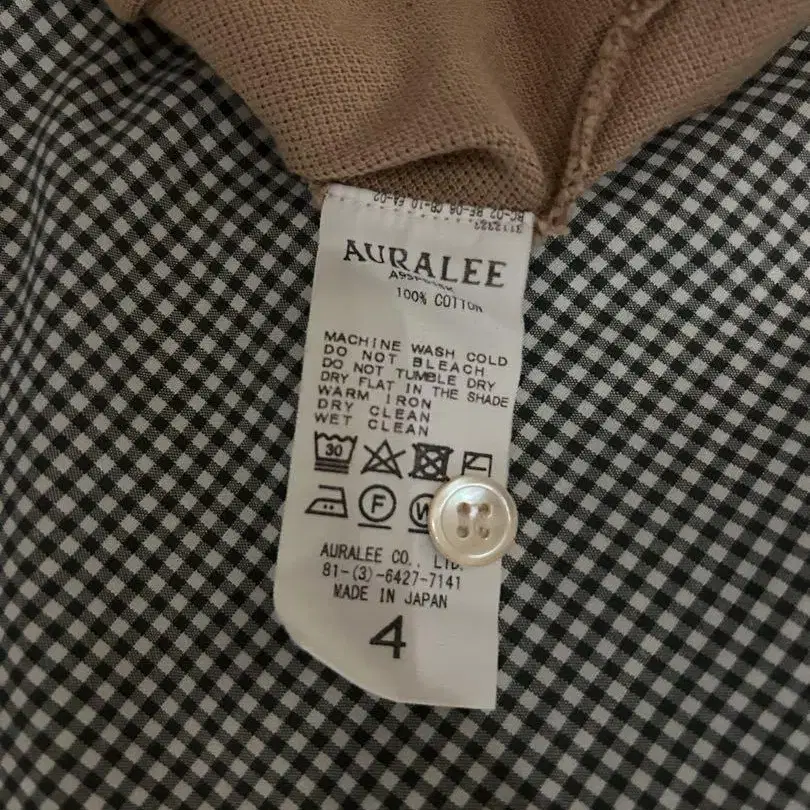 AURALEE
100% COTTON
MACHINE WASH COLD
DO NOT BLEACH
DO NOT TUMBLE DRY
DRY FLAT IN THE SHADE
WARM IRON
DRY CLEAN
WET CLEAN
30
F
W
AURALEE CO., LTD.
81-(3)-6427-7141
MADE IN JAPAN
4